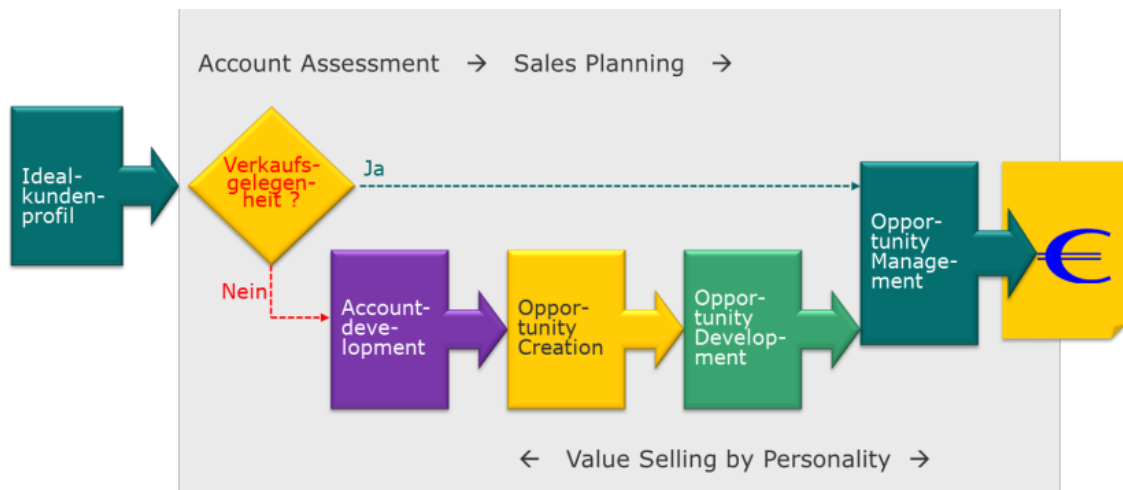 Account Assessment → Sales Planning →
Ideal-
kunden-
profil
Verkaufs-
gelegen-
heit ?
Ja
Nein
Account-
deve-
lopment
Oppor-
tunity
Creation
Oppor-
tunity
Develop-
ment
Oppor-
tunity
Manage-
ment
€
← Value Selling by Personality →